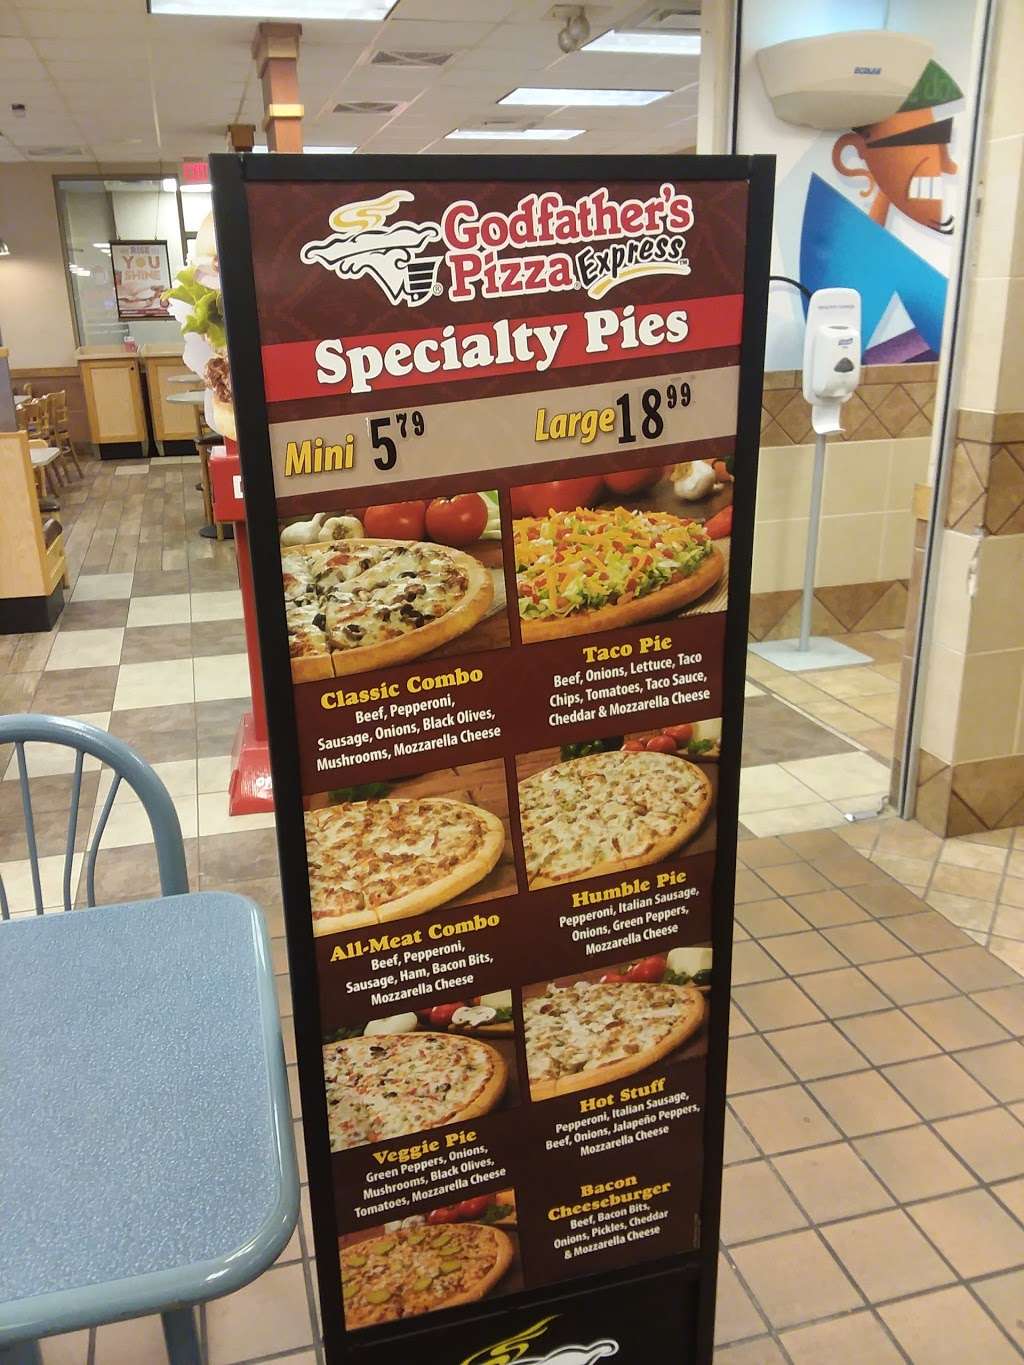 Godfather's
Pizza Express
Specialty Pies
Mini 5 79
Large 18 99
Classic Combo
Beef, Pepperoni,
Sausage, Onions, Black Olives,
Mushrooms, Mozzarella Cheese
Taco Pie
Beef, Onions, Lettuce, Taco
Chips, Tomatoes, Taco Sauce,
Cheddar & Mozzarella Cheese
All-Meat Combo
Beef, Pepperoni,
Sausage, Ham, Bacon Bits,
Mozzarella Cheese
Humble Pie
Pepperoni, Italian Sausage,
Onions, Green Peppers,
Mozzarella Cheese
Veggie Pie
Green Peppers, Onions,
Mushrooms, Black Olives,
Tomatoes, Mozzarella Cheese
Hot Stuff
Pepperoni, Italian Sausage,
Beef, Onions, Jalapeño Peppers,
Mozzarella Cheese
Bacon
Cheeseburger
Beef, Bacon Bits,
Onions, Pickles, Cheddar
& Mozzarella Cheese
RISE
YOU
SHINE